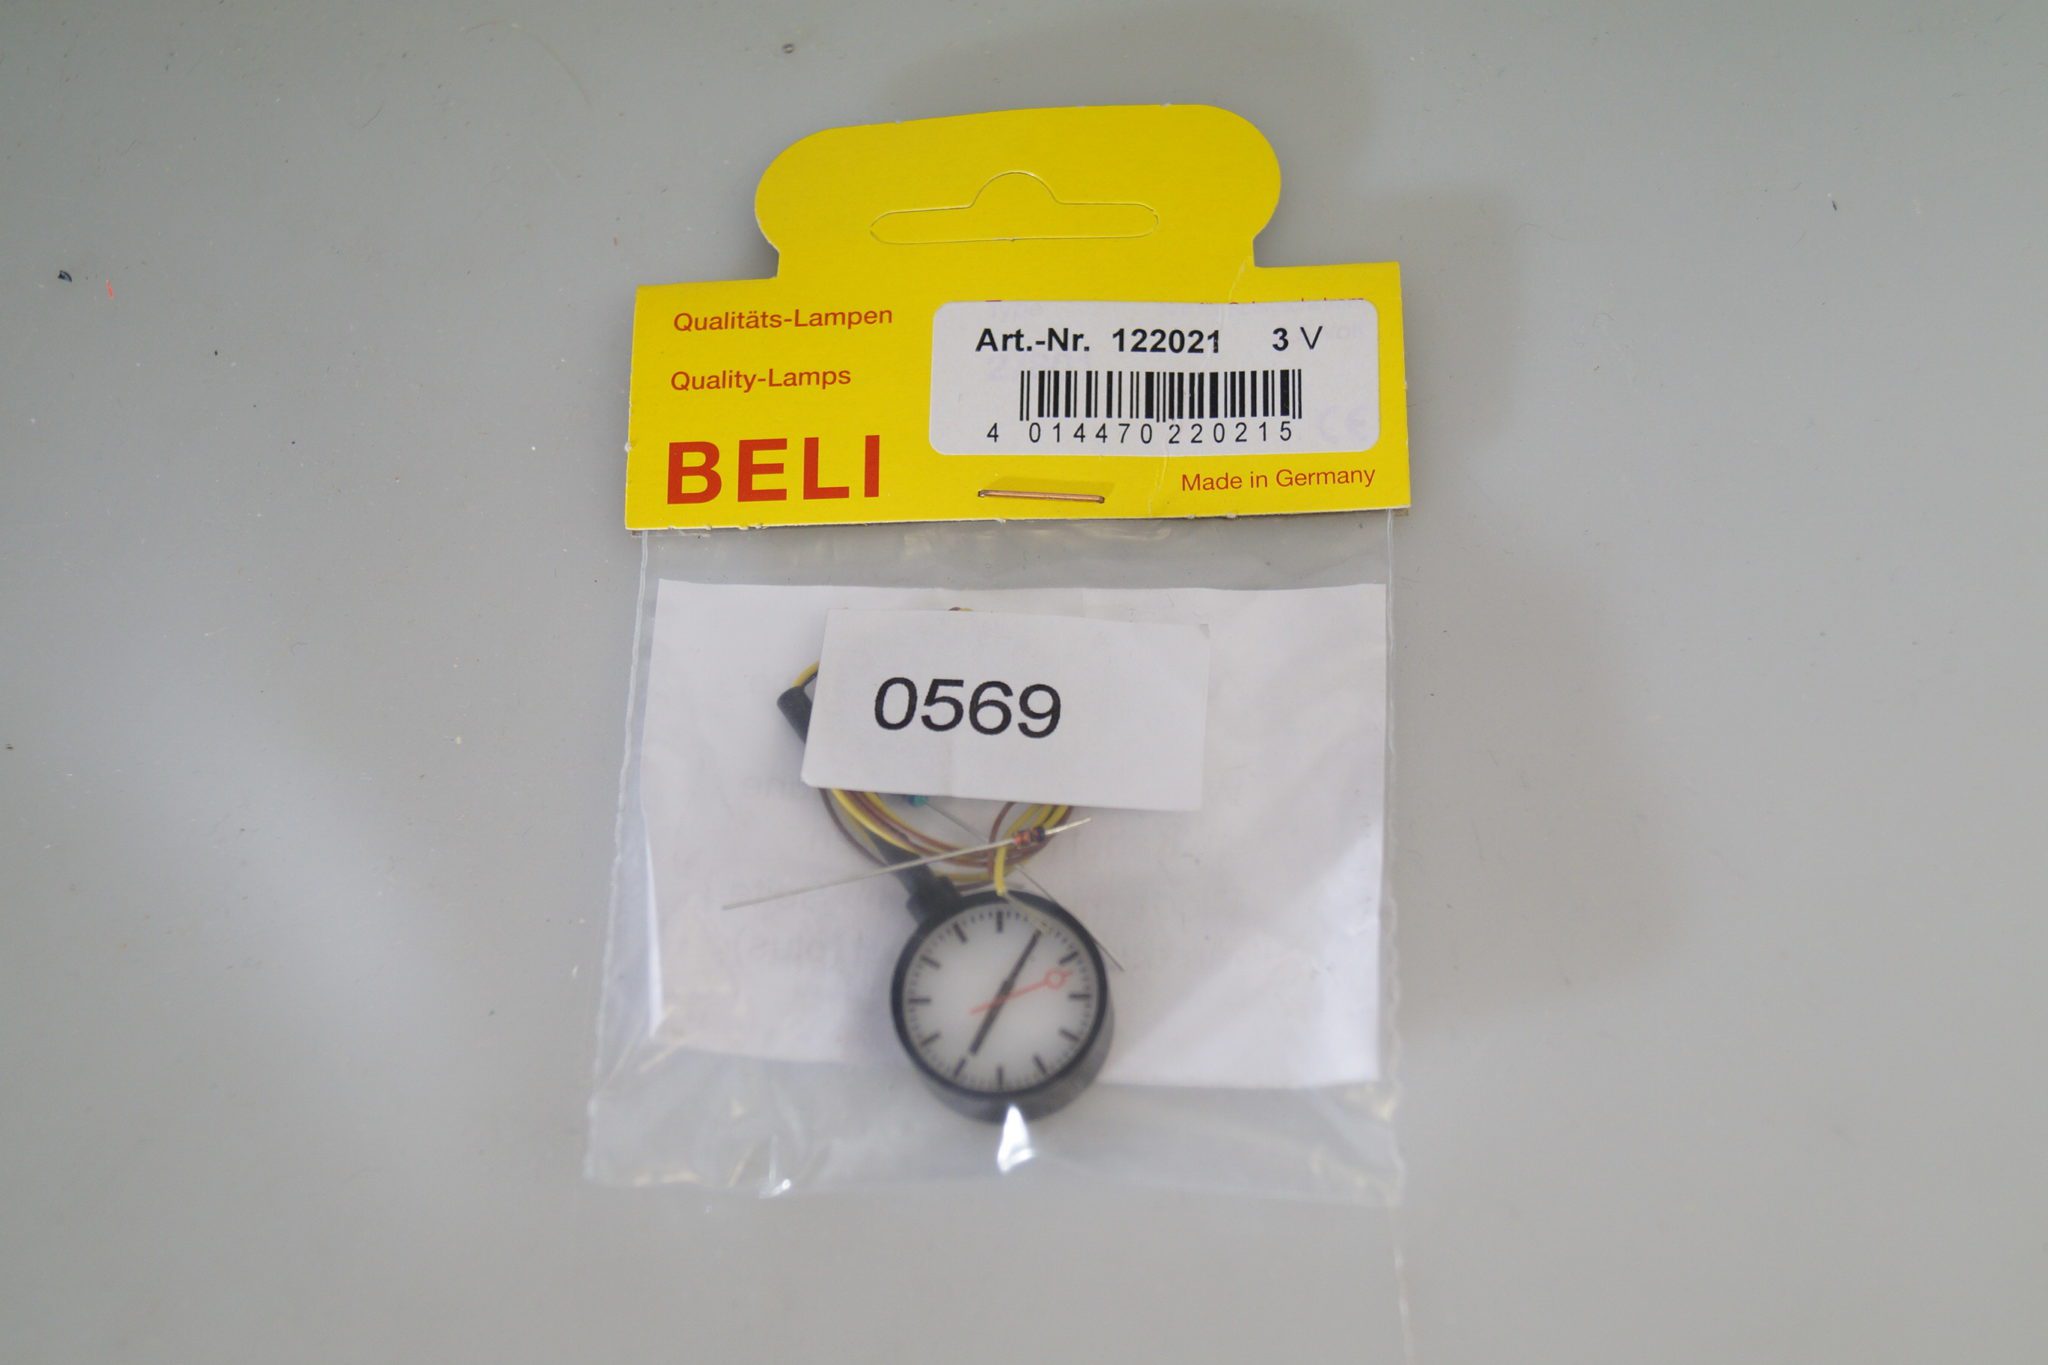 Qualitäts-Lampen
Quality-Lamps
BELI
Art.-Nr. 122021 3 V
4 014470 220215
Made in Germany
0569